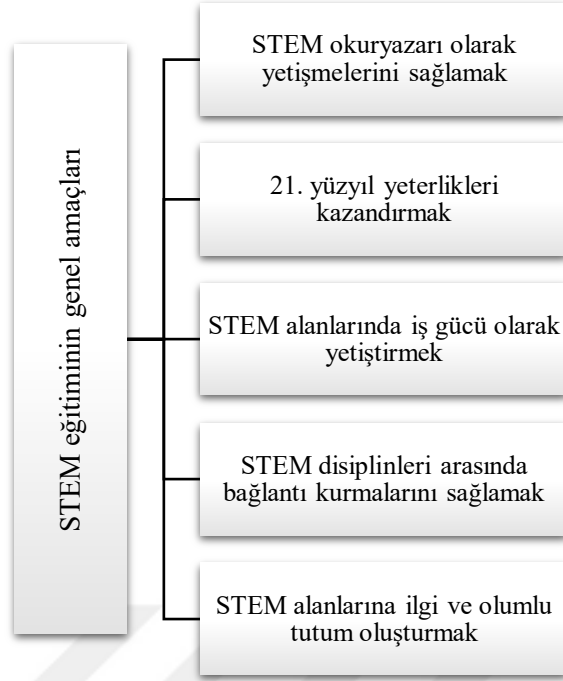 STEM eğitiminin genel amaçları
STEM okuryazarı olarak
yetişmelerini sağlamak
21. yüzyıl yeterlikleri
kazandırmak
STEM alanlarında iş gücü olarak
yetiştirmek
STEM disiplinleri arasında
bağlantı kurmalarını sağlamak
STEM alanlarına ilgi ve olumlu
tutum oluşturmak